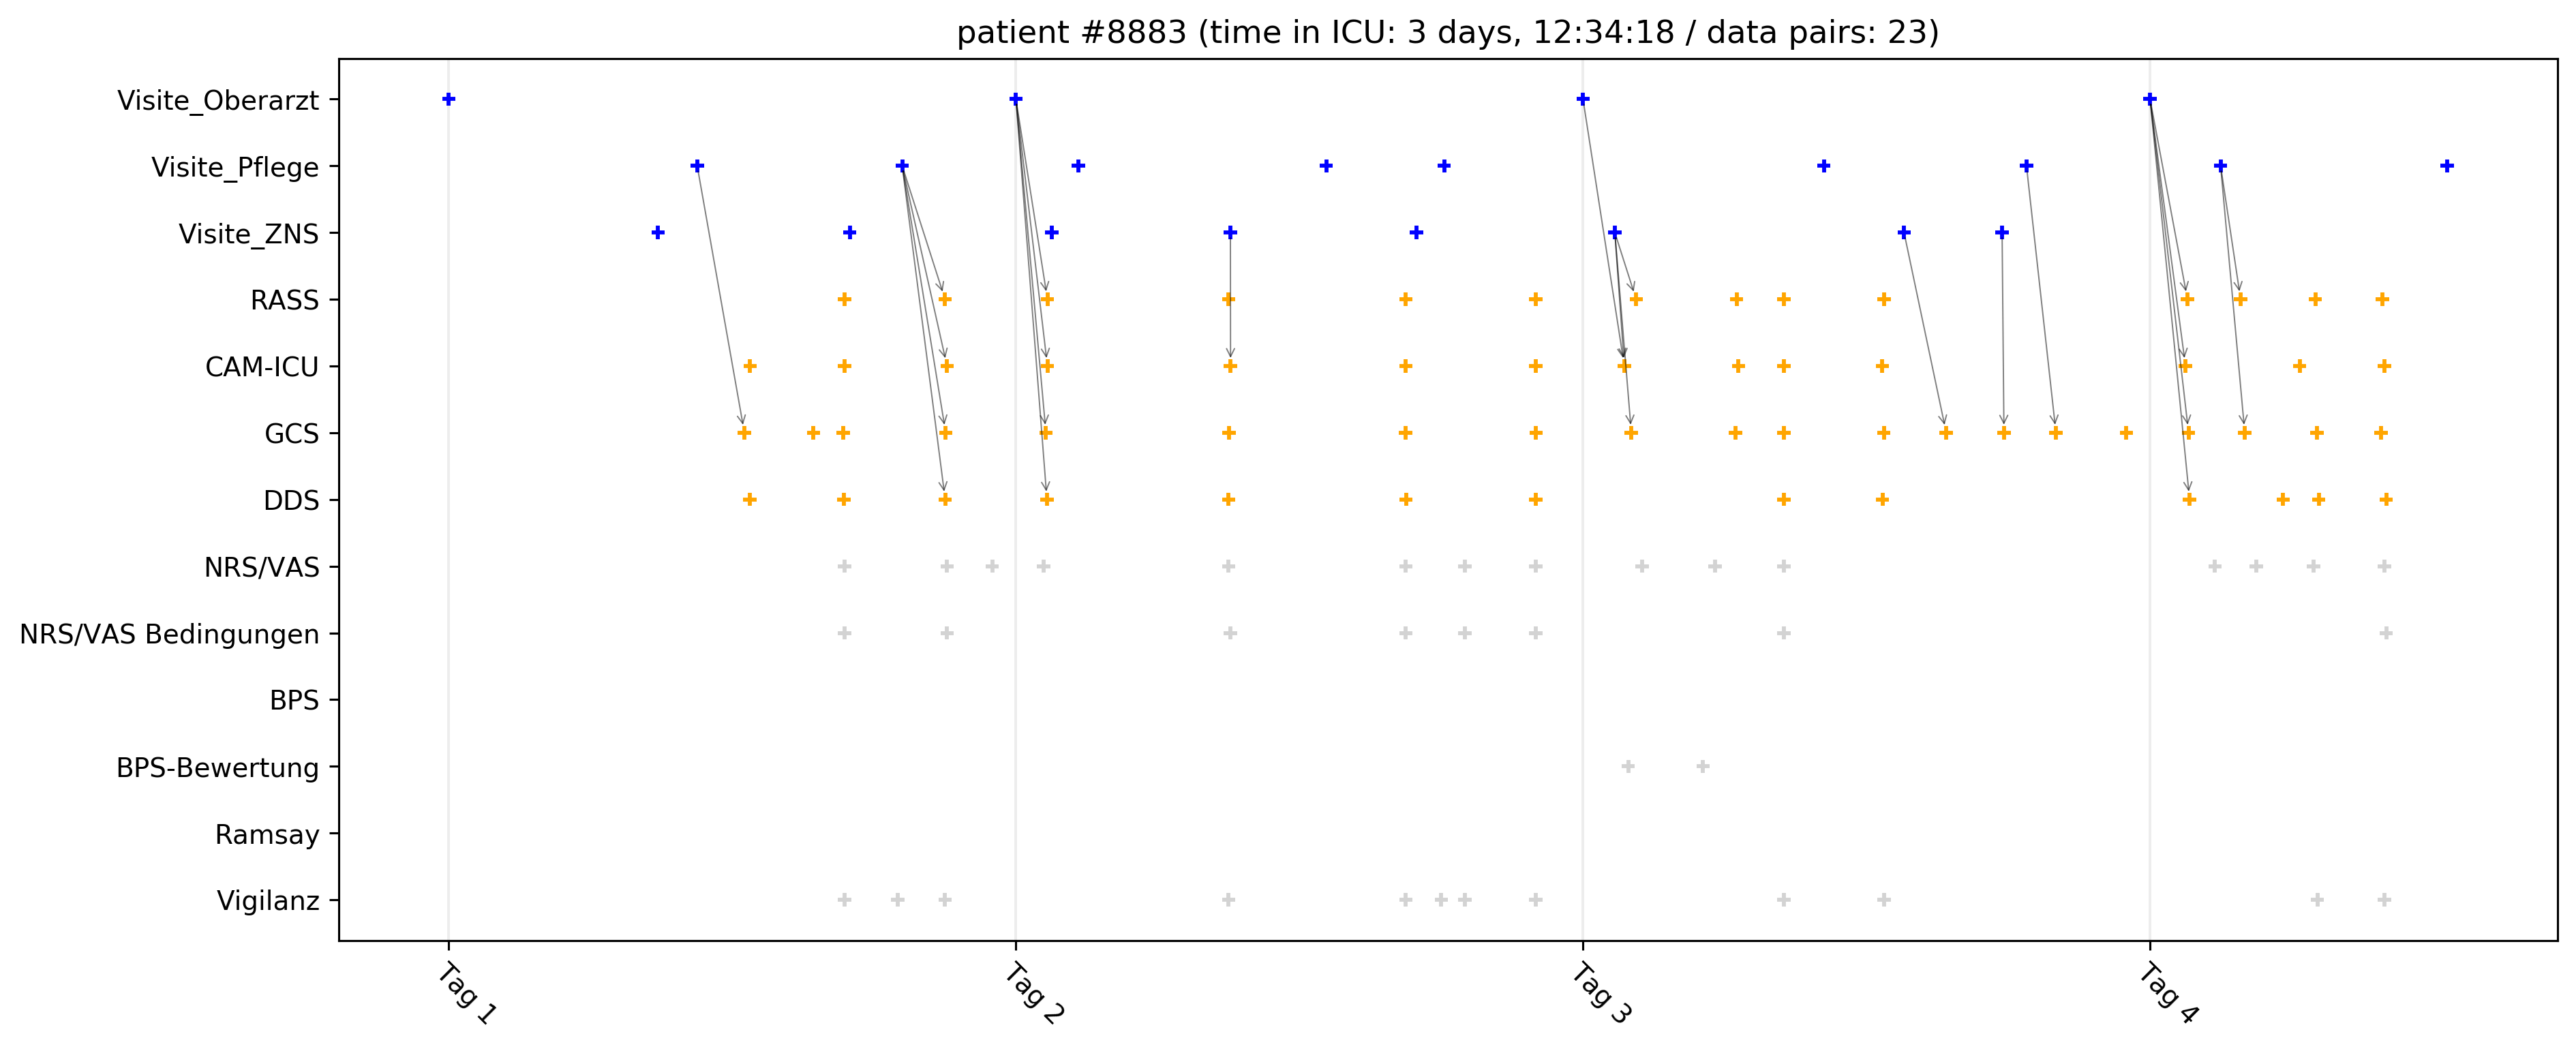 patient #8883 (time in ICU: 3 days, 12:34:18 / data pairs: 23)
Visite_Oberarzt
Visite_Pflege
Visite_ZNS
RASS
CAM-ICU
GCS
DDS
NRS/VAS
NRS/VAS Bedingungen
BPS
BPS-Bewertung
Ramsay
Vigilanz
Tag 1
Tag 2
Tag 3
Tag 4